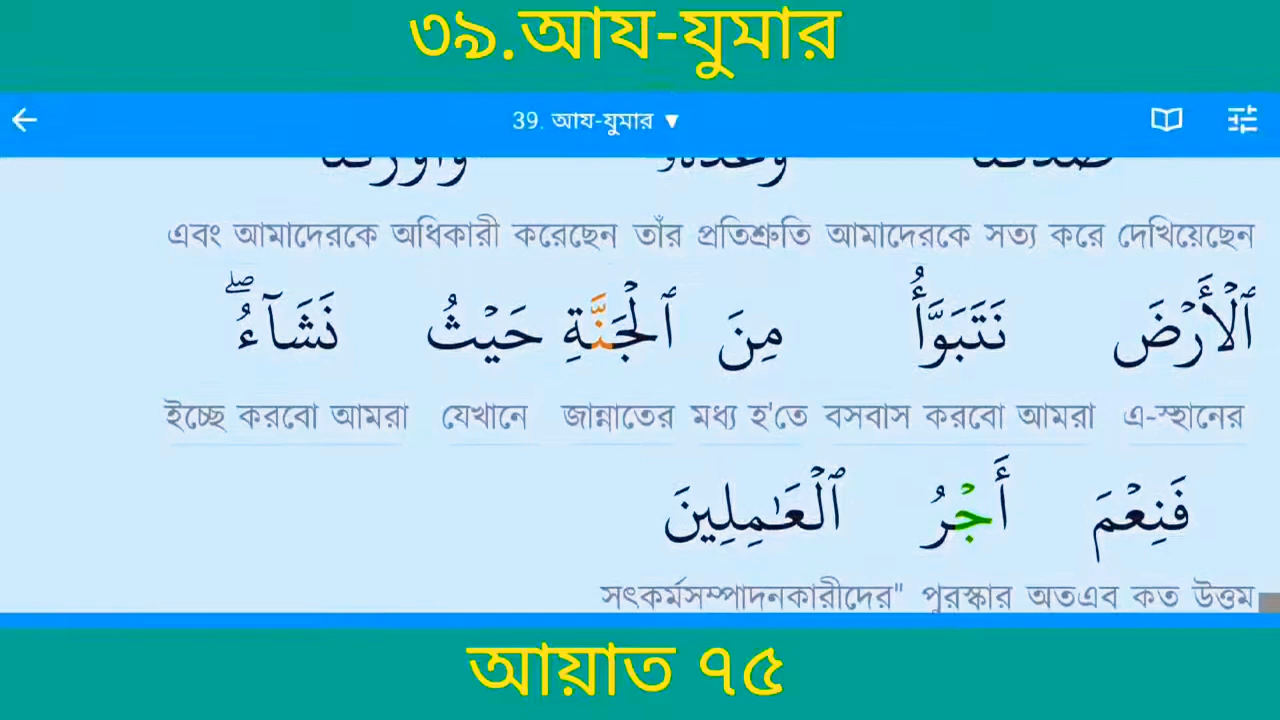 ৩৯.আয-যুমার
39. আয-যুমার ▼
এবং আমাদেরকে অধিকারী করেছেন তাঁর প্রতিশ্রুতি আমাদেরকে সত্য করে দেখিয়েছেন
ٱلْأَرْضَ نَتَبَوَّأُ مِنَ ٱلْجَنَّةِ حَيْثُ نَشَآءُۖ
ইচ্ছে করবো আমরা যেখানে জান্নাতের মধ্য হ'তে বসবাস করবো আমরা এ-স্থানের
فَنِعْمَ أَجْرُ ٱلْعَـٰمِلِينَ
সৎকর্মসম্পাদনকারীদের" পুরস্কার অতএব কত উত্তম
আয়াত ৭৫